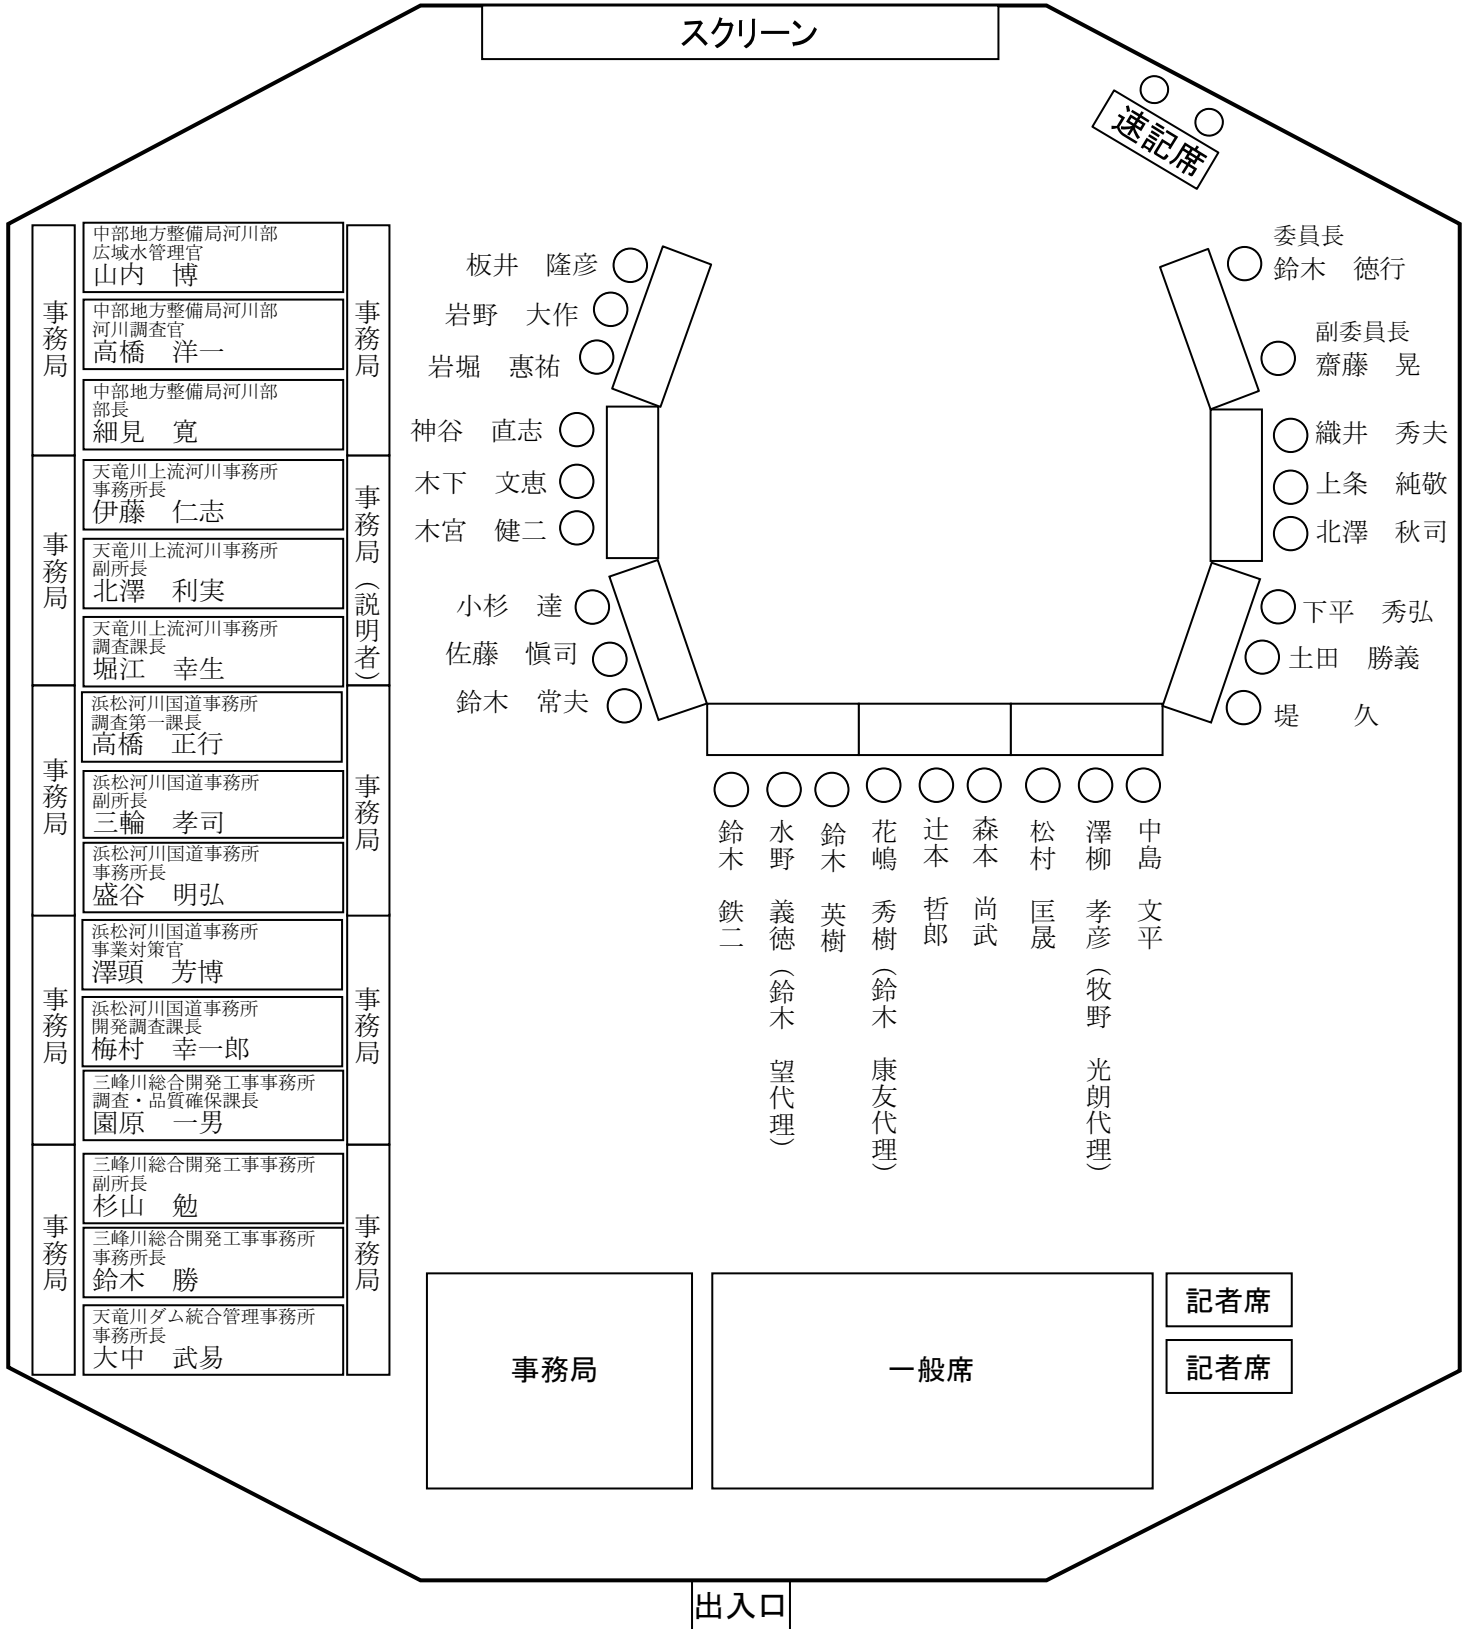 スクリーン
速記席
事務局
事務局
事務局
事務局
事務局
中部地方整備局河川部
広域水管理官
山内　博
中部地方整備局河川部
河川調査官
高橋　洋一
中部地方整備局河川部
部長
細見　寛
天竜川上流河川事務所
事務所長
伊藤　仁志
天竜川上流河川事務所
副所長
北澤　利実
天竜川上流河川事務所
調査課長
堀江　幸生
浜松河川国道事務所
調査第一課長
高橋　正行
浜松河川国道事務所
副所長
三輪　孝司
浜松河川国道事務所
事務所長
盛谷　明弘
浜松河川国道事務所
事業対策官
澤頭　芳博
浜松河川国道事務所
開発調査課長
梅村　幸一郎
三峰川総合開発工事事務所
調査・品質確保課長
園原　一男
三峰川総合開発工事事務所
副所長
杉山　勉
三峰川総合開発工事事務所
事務所長
鈴木　勝
天竜川ダム統合管理事務所
事務所長
大中　武易
事務局
事務局（説明者）
事務局
事務局
事務局
板井　隆彦
岩野　大作
岩堀　惠祐
神谷　直志
木下　文恵
木宮　健二
小杉　達
佐藤　愼司
鈴木　常夫
鈴木　鉄二
水野　義徳（鈴木　望代理）
鈴木　英樹
花嶋　秀樹（鈴木　康友代理）
辻本　哲郎
森本　尚武
松村　匡晟
澤柳　孝彦（牧野　光朗代理）
中島　文平
委員長
鈴木　徳行
副委員長
齋藤　晃
織井　秀夫
上条　純敬
北澤　秋司
下平　秀弘
土田　勝義
堤　　久
事務局
一般席
記者席
記者席
出入口